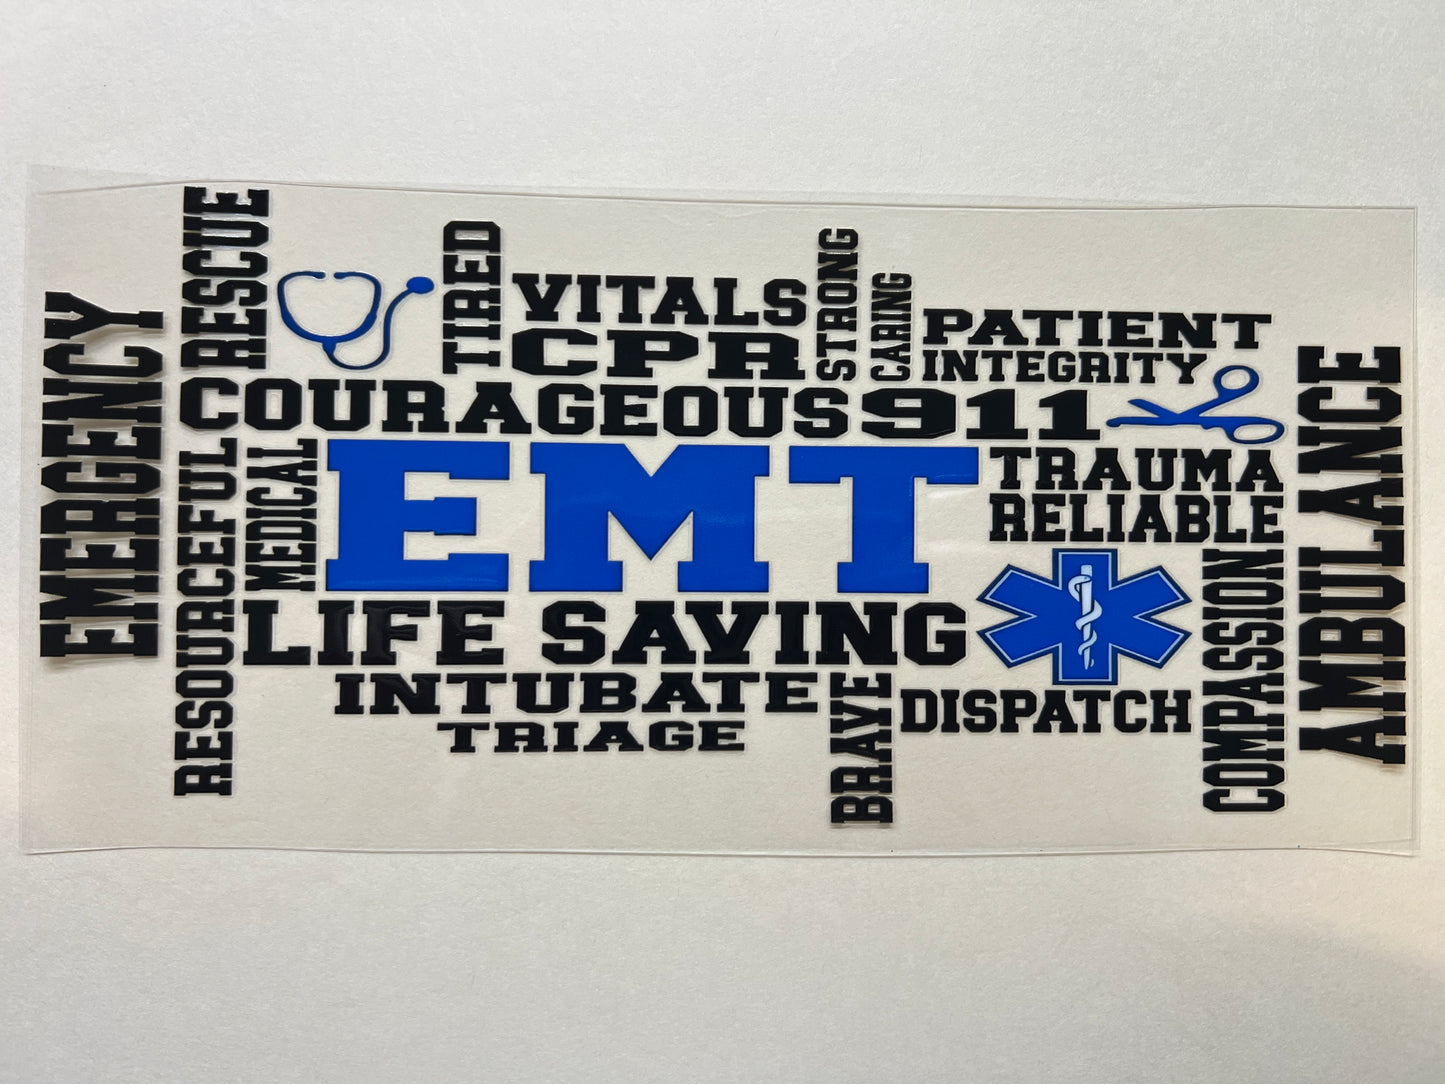 EMERGENCY
RESCUE
TIRED
VITALS
CPR
STRONG
CARING
PATIENT
INTEGRITY
COURAGEOUS 911
AMBULANCE
RESOURCEFUL
MEDICAL
EMT
TRAUMA
RELIABLE
LIFE SAVING
COMPASSION
INTUBATE
TRIAGE
BRAVE
DISPATCH